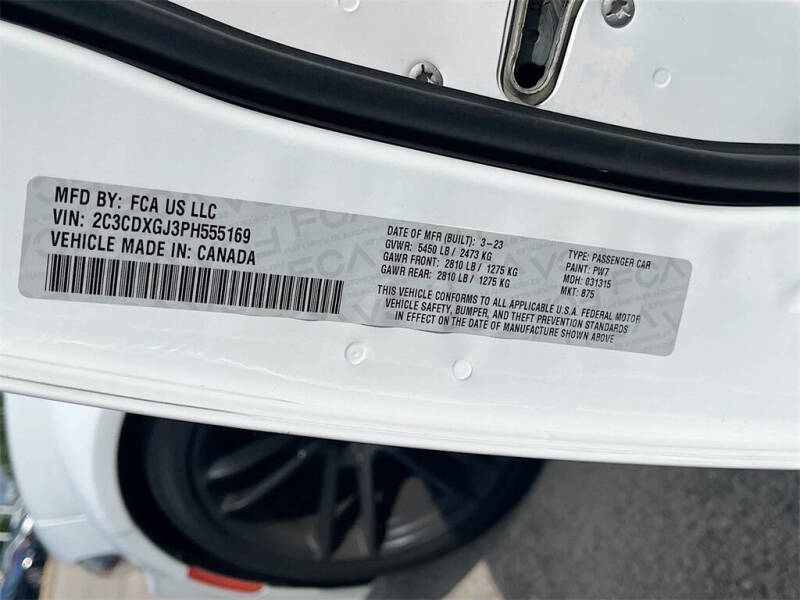 MFD BY: FCA US LLC
VIN: 2C3CDXGJ3PH555169
VEHICLE MADE IN: CANADA
DATE OF MFR (BUILT): 3-23
GVWR: 5450 LB / 2473 KG
GAWR FRONT: 2810 LB / 1275 KG
GAWR REAR: 2810 LB / 1275 KG
TYPE: PASSENGER CAR
PAINT: PW7
MDH: 031315
MKT: 875
THIS VEHICLE CONFORMS TO ALL APPLICABLE U.S.A. FEDERAL MOTOR
VEHICLE SAFETY, BUMPER, AND THEFT PREVENTION STANDARDS
IN EFFECT ON THE DATE OF MANUFACTURE SHOWN ABOVE